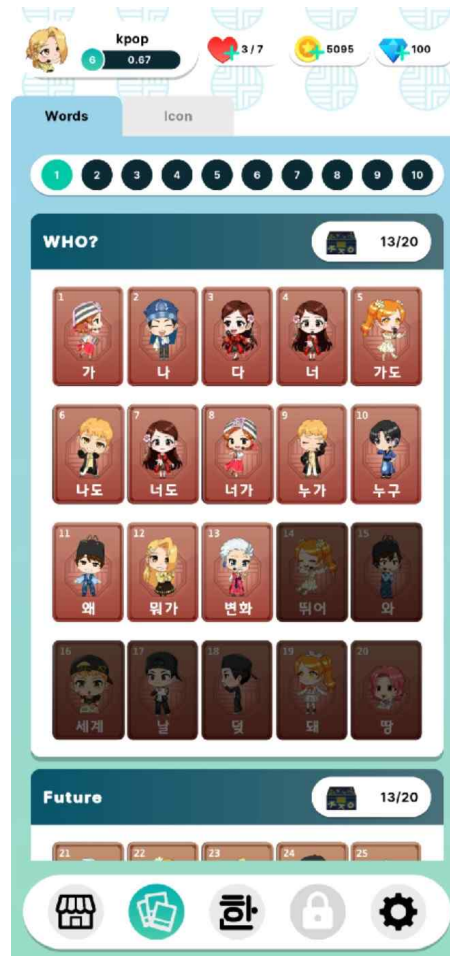 kpop
6 0.67
3 / 7
5095
100
Words Icon
1 2 3 4 5 6 7 8 9 10
WHO? 13/20
1 2 3 4 5
가 나 다 너 가도
6 7 8 9 10
나도 너도 너가 누가 누구
11 12 13 14 15
왜 뭐가 변화 뛰어 와
16 17 18 19 20
세계 날 덫 돼 땅
Future 13/20
21 22 23 24 25
한